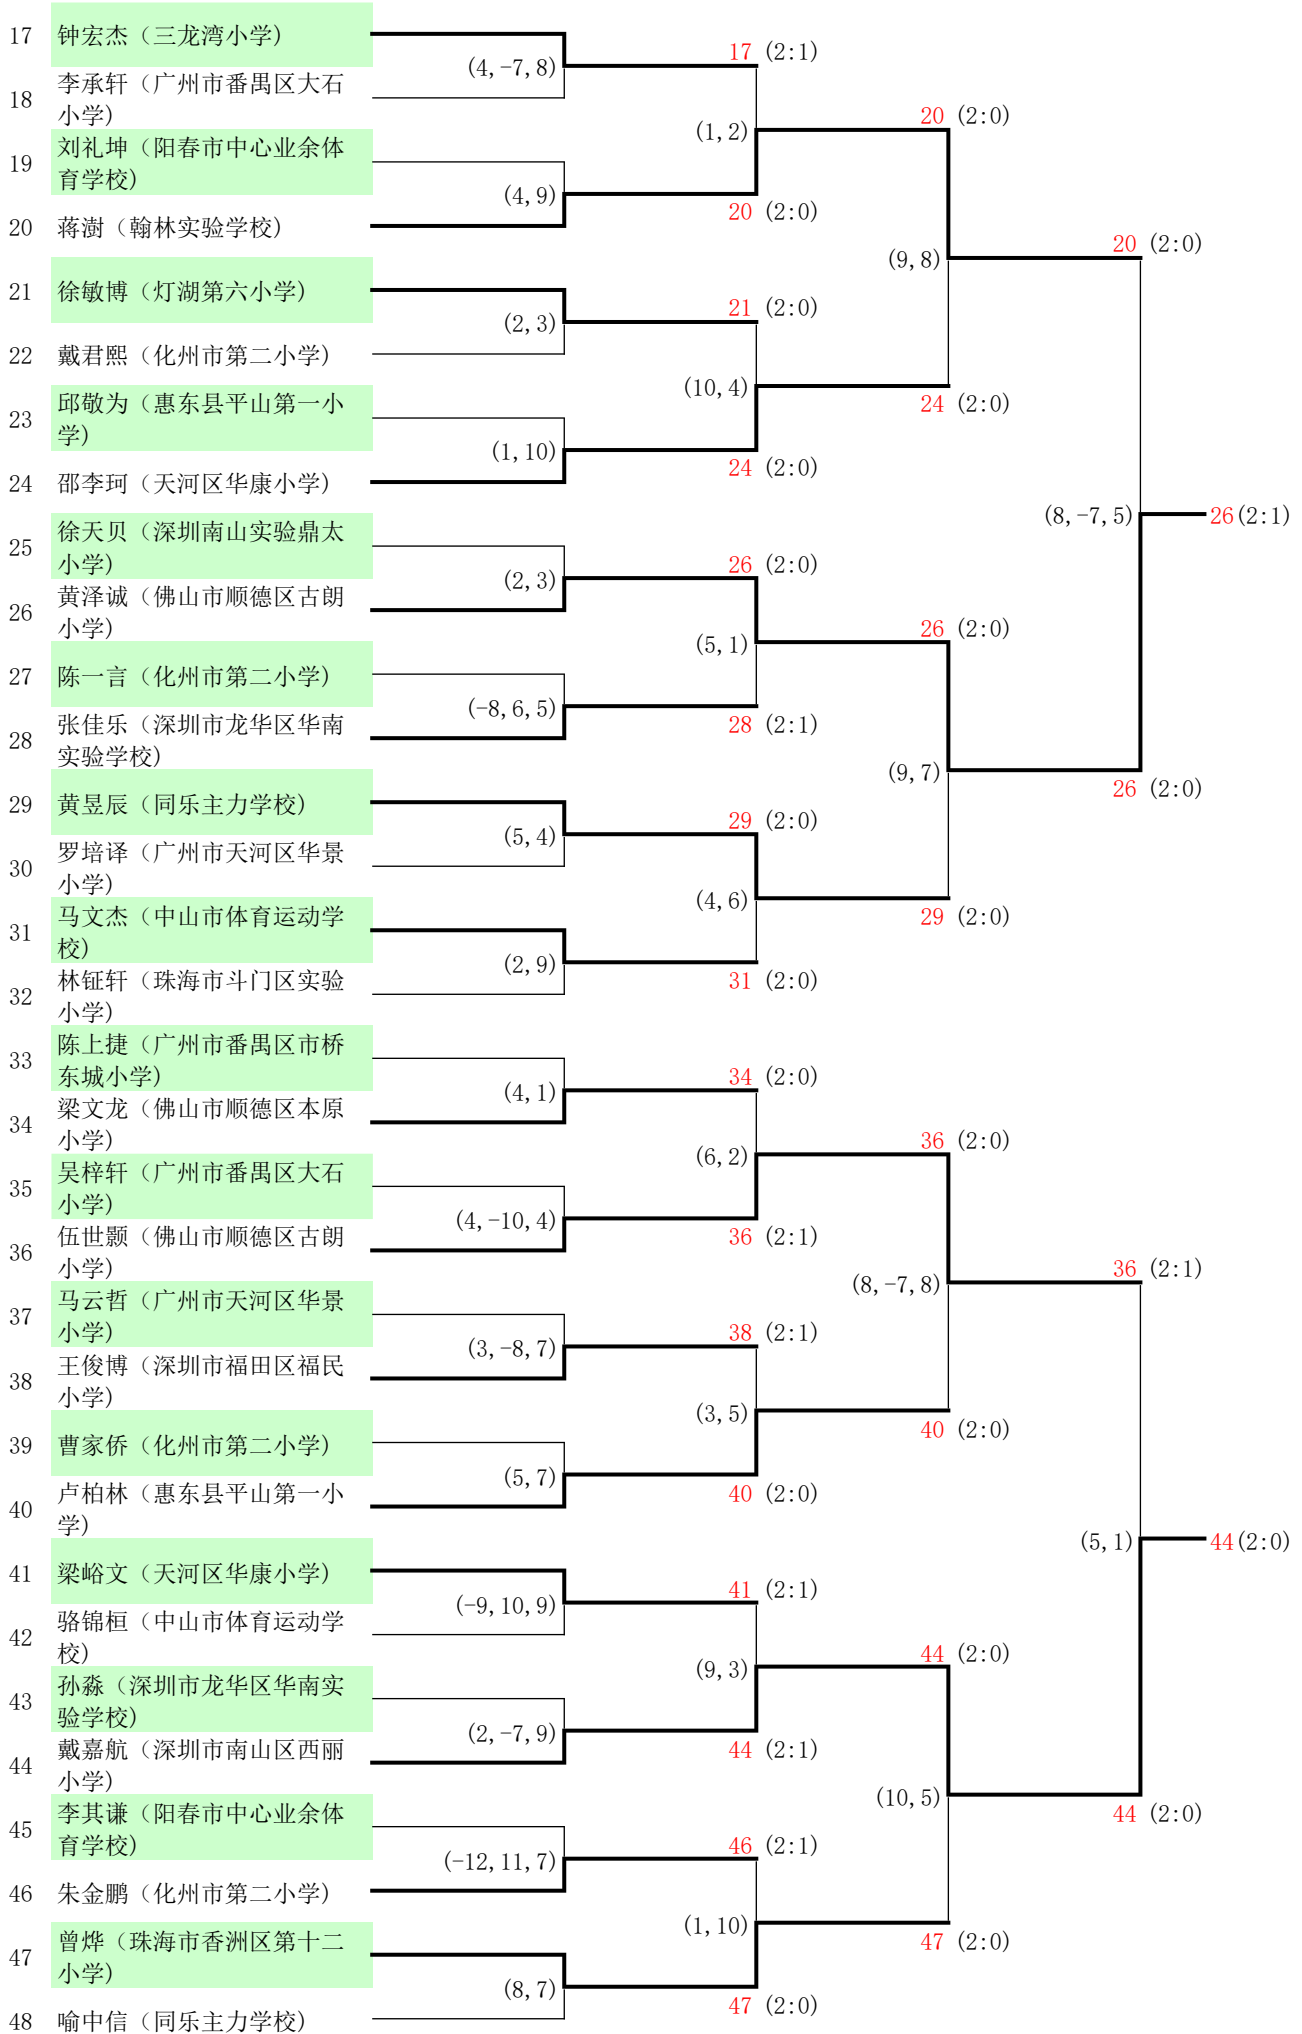 17 钟宏杰（三龙湾小学）
17 (2:1)
(4,-7,8)
18 李承轩（广州市番禺区大石
小学）
20 (2:0)
(1,2)
19 刘礼坤（阳春市中心业余体
育学校）
(4,9)
20 (2:0)
20 蒋澍（翰林实验学校）
20 (2:0)
(9,8)
21 徐敏博（灯湖第六小学）
21 (2:0)
(2,3)
22 戴君熙（化州市第二小学）
(10,4)
24 (2:0)
23 邱敬为（惠东县平山第一小
学）
(1,10)
24 (2:0)
24 邵李珂（天河区华康小学）
(8,-7,5)
26(2:1)
25 徐天贝（深圳南山实验鼎太
小学）
26 (2:0)
(2,3)
26 黄泽诚（佛山市顺德区古朗
小学）
26 (2:0)
(5,1)
27 陈一言（化州市第二小学）
(-8,6,5)
28 (2:1)
28 张佳乐（深圳市龙华区华南
实验学校）
(9,7)
26 (2:0)
29 黄昱辰（同乐主力学校）
29 (2:0)
(5,4)
30 罗培译（广州市天河区华景
小学）
(4,6)
29 (2:0)
31 马文杰（中山市体育运动学
校）
(2,9)
31 (2:0)
32 林钲轩（珠海市斗门区实验
小学）
33 陈上捷（广州市番禺区市桥
东城小学）
34 (2:0)
(4,1)
34 梁文龙（佛山市顺德区本原
小学）
36 (2:0)
(6,2)
35 吴梓轩（广州市番禺区大石
小学）
(4,-10,4)
36 (2:1)
36 伍世颢（佛山市顺德区古朗
小学）
36 (2:1)
(8,-7,8)
37 马云哲（广州市天河区华景
小学）
38 (2:1)
(3,-8,7)
38 王俊博（深圳市福田区福民
小学）
(3,5)
40 (2:0)
39 曹家侨（化州市第二小学）
(5,7)
40 (2:0)
40 卢柏林（惠东县平山第一小
学）
(5,1)
44(2:0)
41 梁峪文（天河区华康小学）
41 (2:1)
(-9,10,9)
42 骆锦桓（中山市体育运动学
校）
44 (2:0)
(9,3)
43 孙淼（深圳市龙华区华南实
验学校）
(2,-7,9)
44 (2:1)
44 戴嘉航（深圳市南山区西丽
小学）
(10,5)
44 (2:0)
45 李其谦（阳春市中心业余体
育学校）
46 (2:1)
(-12,11,7)
46 朱金鹏（化州市第二小学）
(1,10)
47 (2:0)
47 曾烨（珠海市香洲区第十二
小学）
(8,7)
47 (2:0)
48 喻中信（同乐主力学校）